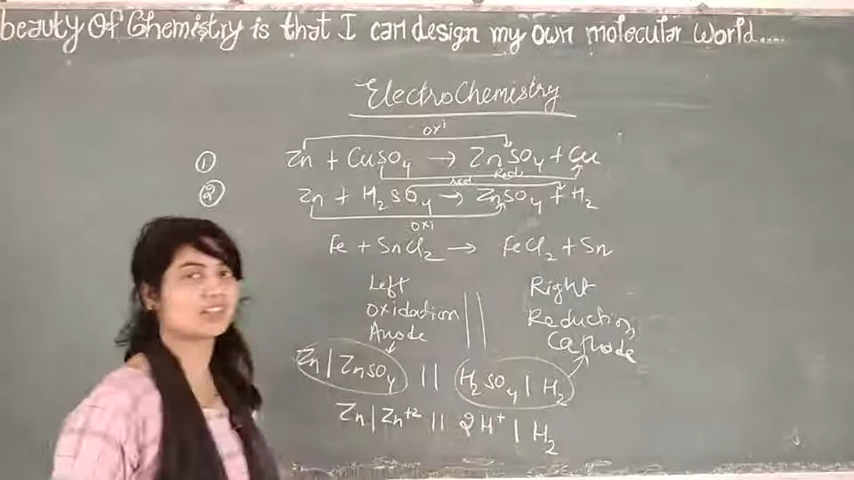 beauty Of Chemistry is that I can design my own molecular world....
ElectroChemistry
oxi
① Zn + CuSO4 → ZnSO4 + Cu
Red
② Zn + H2SO4 → ZnSO4 + H2
red
oxi
Fe + SnCl2 → FeCl2 + Sn
Left Right
Oxidation || Reduction,
Anode Cathode
Zn | ZnSO4 || H2SO4 | H2
Zn | Zn+2 || 2H+ | H2